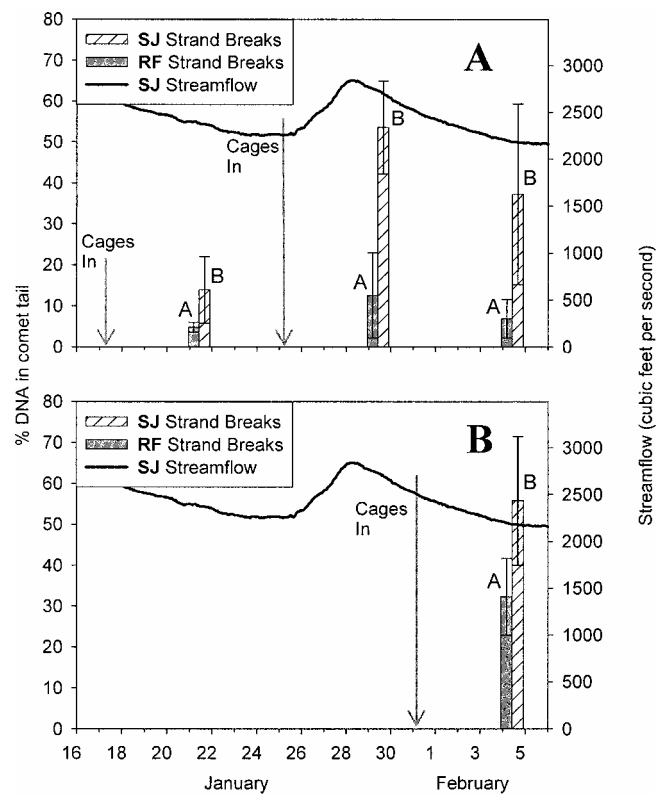 80
70
60
50
40
30
20
10
0
SJ Strand Breaks
RF Strand Breaks
SJ Streamflow
A
3000
2500
2000
1500
1000
500
0
Cages
In
Cages
In
A
B
A
B
A
B
% DNA in comet tail
Streamflow (cubic feet per second)
80
70
60
50
40
30
20
10
0
SJ Strand Breaks
RF Strand Breaks
SJ Streamflow
B
3000
2500
2000
1500
1000
500
0
Cages
In
A
B
16 18 20 22 24 26 28 30 1 3 5
January February